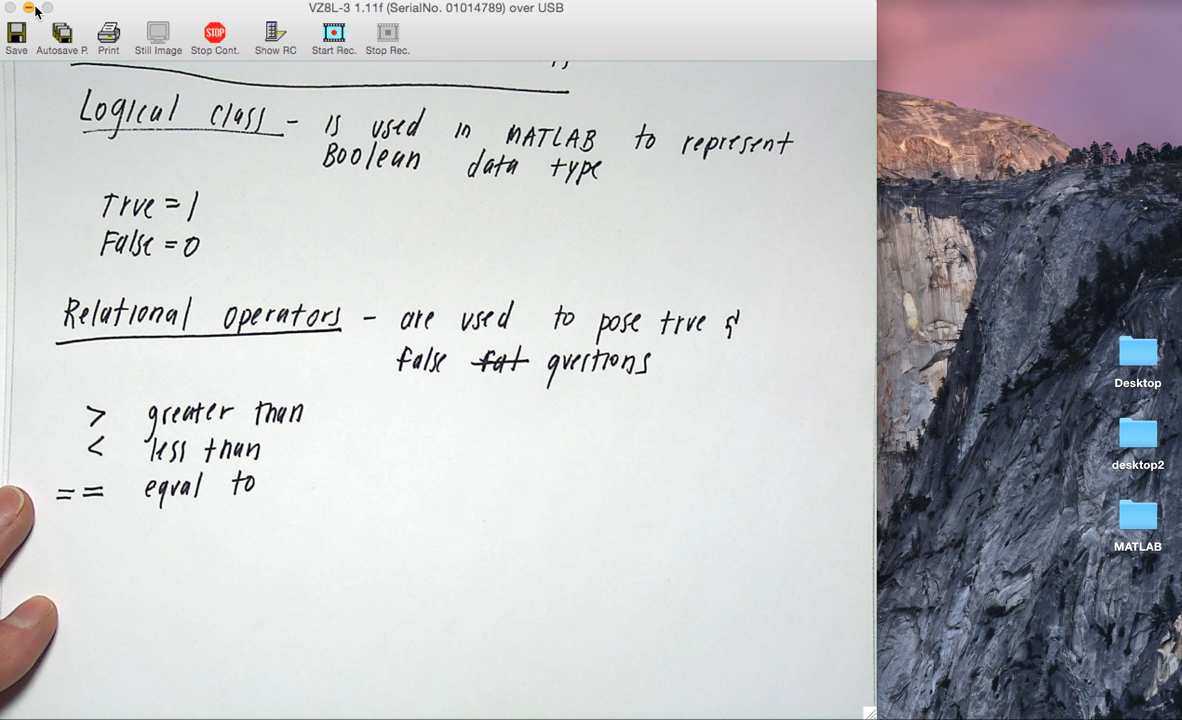 VZ8L-3 1.11f (SerialNo. 01014789) over USB
Save Autosave P. Print Still Image Stop Cont. Show RC Start Rec. Stop Rec.
STOP
Logical class - is used in MATLAB to represent
Boolean data type
True = 1
False = 0
Relational operators - are used to pose true &
false fat questions
> greater than
< less than
== equal to
Desktop
desktop2
MATLAB